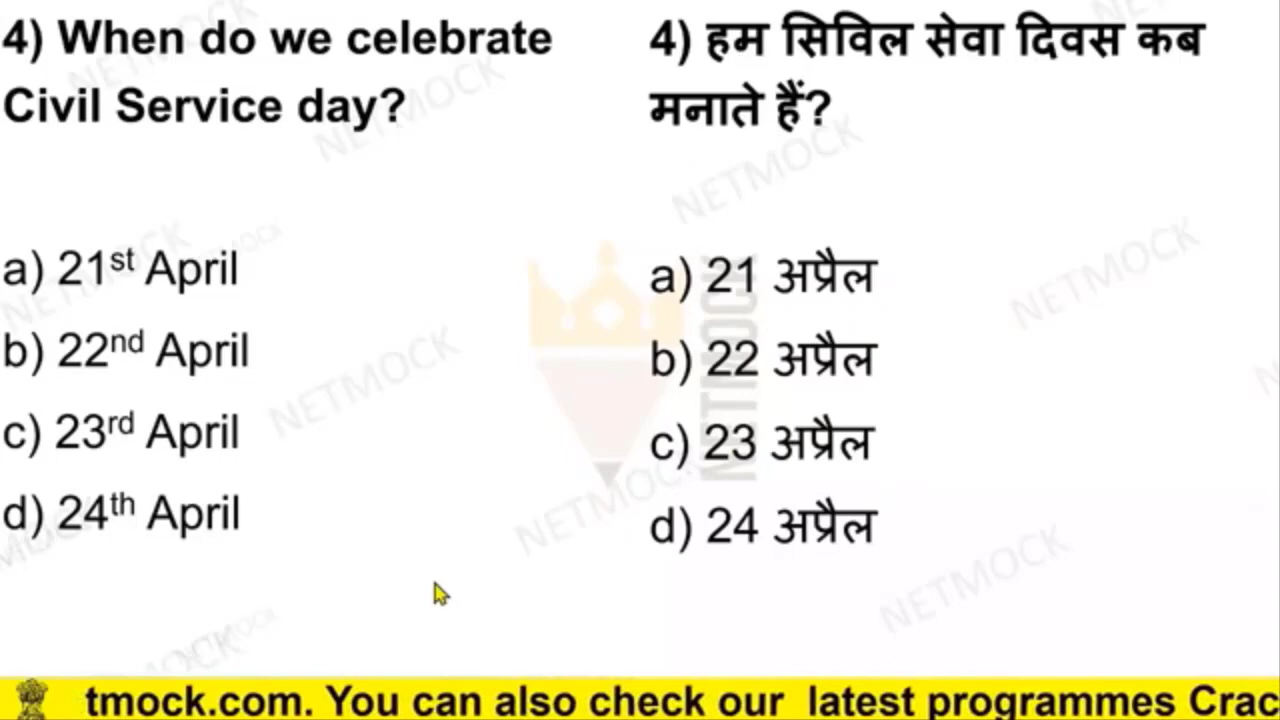 4) When do we celebrate
Civil Service day?
a) 21st April
b) 22nd April
c) 23rd April
d) 24th April
4) हम सिविल सेवा दिवस कब
मनाते हैं?
a) 21 अप्रैल
b) 22 अप्रैल
c) 23 अप्रैल
d) 24 अप्रैल
NETMOCK
tmock.com. You can also check our latest programmes Crac